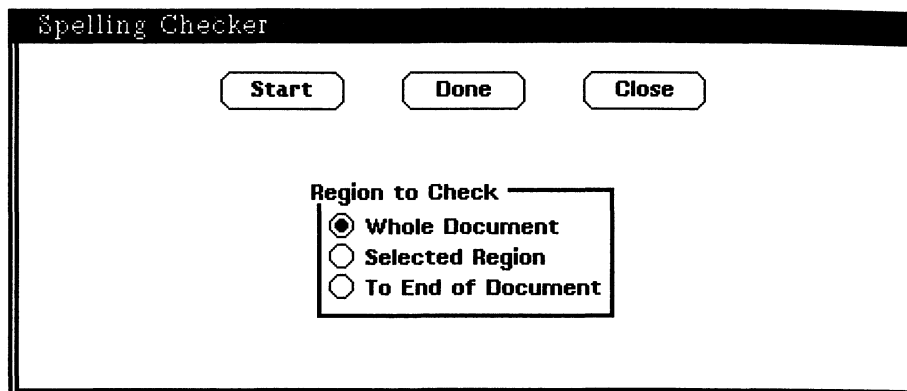 Spelling Checker
Start Done Close
Region to Check
Whole Document
Selected Region
To End of Document